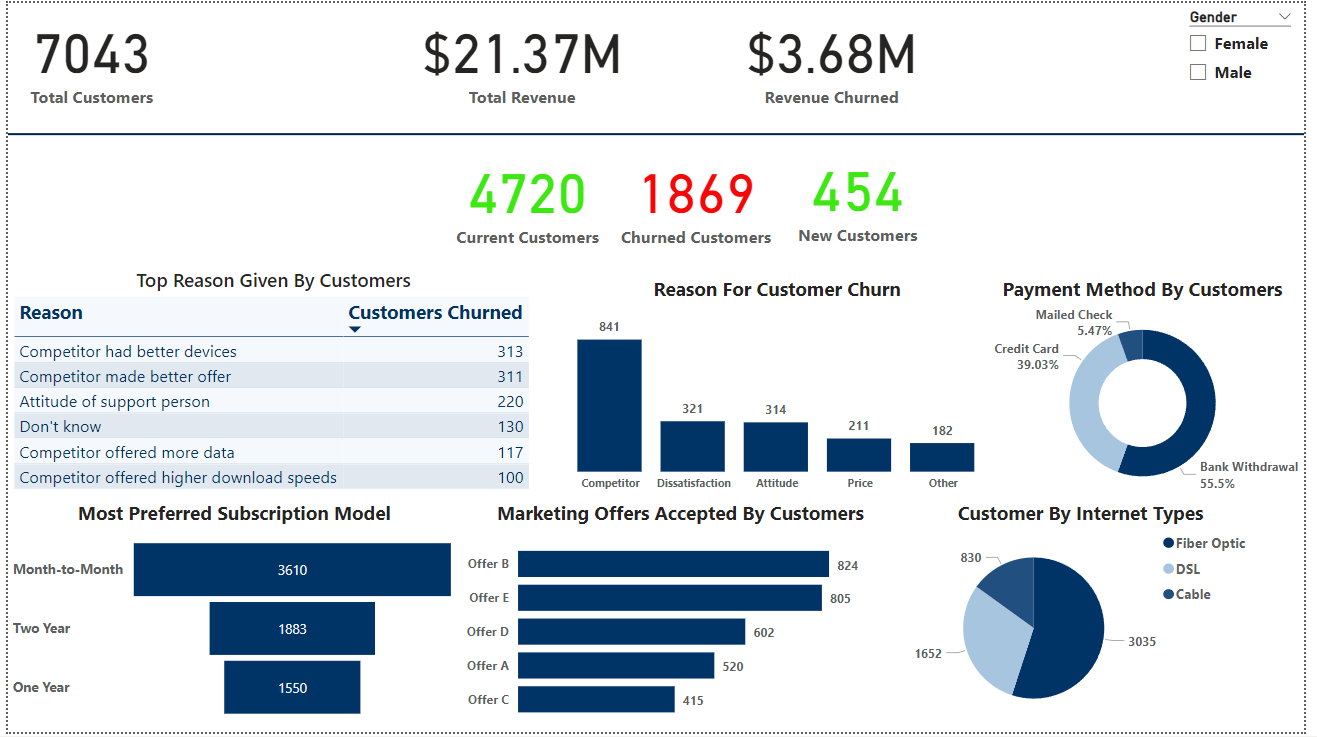 7043
Total Customers
$21.37M
Total Revenue
$3.68M
Revenue Churned
Gender
Female
Male
4720
Current Customers
1869
Churned Customers
454
New Customers
Top Reason Given By Customers
Reason Customers Churned
Competitor had better devices 313
Competitor made better offer 311
Attitude of support person 220
Don't know 130
Competitor offered more data 117
Competitor offered higher download speeds 100
Reason For Customer Churn
841
321
314
211
182
Competitor
Dissatisfaction
Attitude
Price
Other
Payment Method By Customers
Mailed Check
5.47%
Credit Card
39.03%
Bank Withdrawal
55.5%
Most Preferred Subscription Model
Month-to-Month 3610
Two Year 1883
One Year 1550
Marketing Offers Accepted By Customers
Offer B 824
Offer E 805
Offer D 602
Offer A 520
Offer C 415
Customer By Internet Types
830
1652
3035
Fiber Optic
DSL
Cable